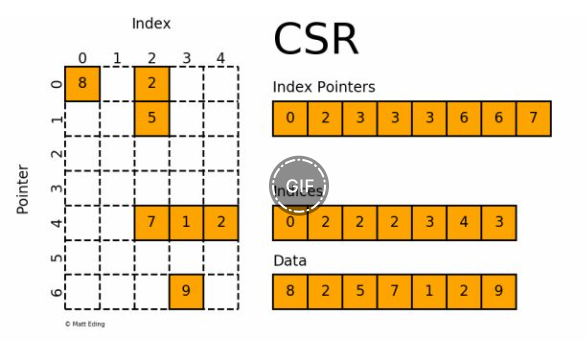 Index
0 1 2 3 4
Pointer
0 8 2
1 5
2
3
4 7 1 2
5
6 9
© Matt Eding
CSR
Index Pointers
0 2 3 3 3 6 6 7
GIF
Indices
0 2 2 2 3 4 3
Data
8 2 5 7 1 2 9